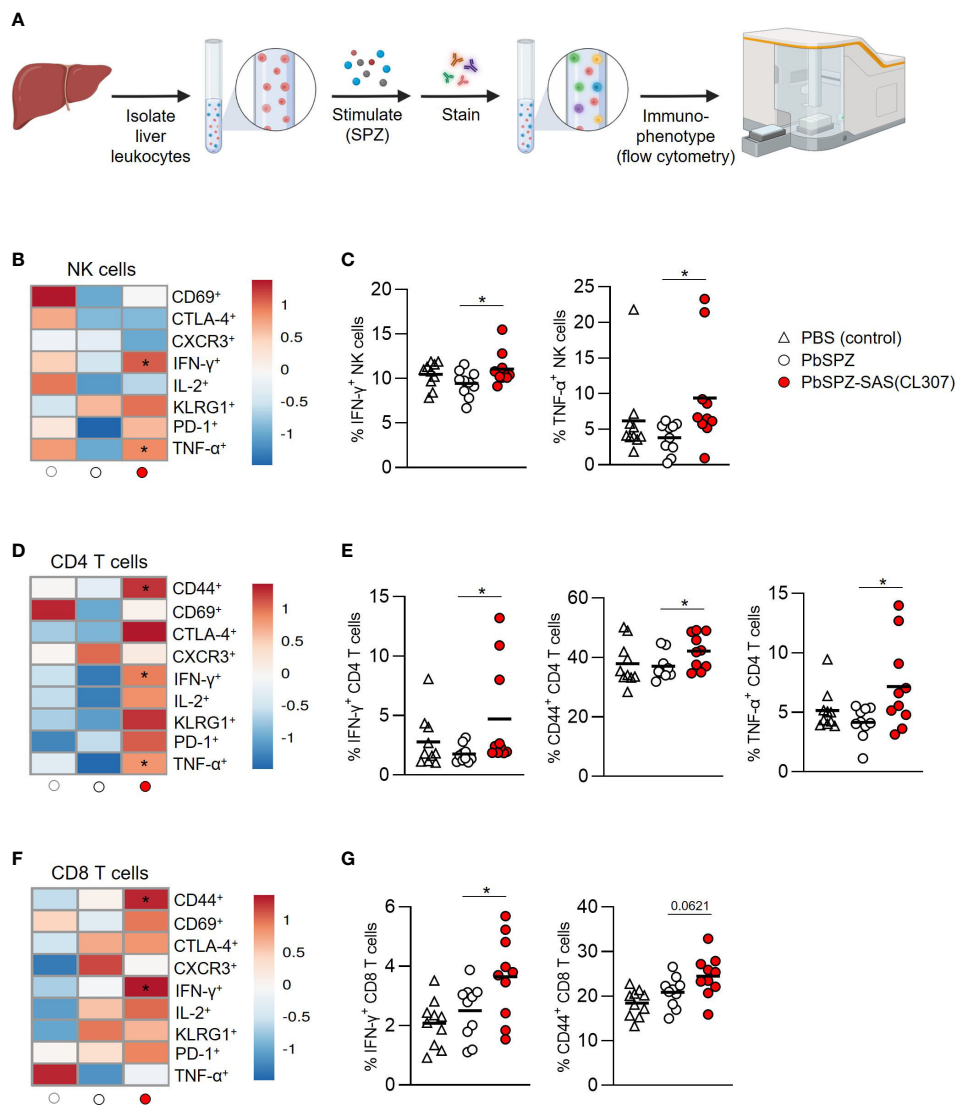 A
Isolate
liver
leukocytes
Stimulate
(SPZ)
Stain
Immuno-
phenotype
(flow cytometry)
B
NK cells
CD69⁺
CTLA-4⁺
CXCR3⁺
IFN-γ⁺
*
IL-2⁺
KLRG1⁺
PD-1⁺
TNF-α⁺
*
1
0.5
0
-0.5
-1
C
% IFN-γ⁺ NK cells
20
15
10
5
0
*
% TNF-α⁺ NK cells
25
20
15
10
5
0
*
PBS (control)
PbSPZ
PbSPZ-SAS(CL307)
D
CD4 T cells
CD44⁺
*
CD69⁺
CTLA-4⁺
CXCR3⁺
IFN-γ⁺
*
IL-2⁺
KLRG1⁺
PD-1⁺
TNF-α⁺
*
1
0.5
0
-0.5
-1
E
% IFN-γ⁺ CD4 T cells
15
10
5
0
*
% CD44⁺ CD4 T cells
60
40
20
0
*
% TNF-α⁺ CD4 T cells
15
10
5
0
*
F
CD8 T cells
CD44⁺
*
CD69⁺
CTLA-4⁺
CXCR3⁺
IFN-γ⁺
*
IL-2⁺
KLRG1⁺
PD-1⁺
TNF-α⁺
1
0.5
0
-0.5
-1
G
% IFN-γ⁺ CD8 T cells
6
4
2
0
*
% CD44⁺ CD8 T cells
40
30
20
10
0
0.0621